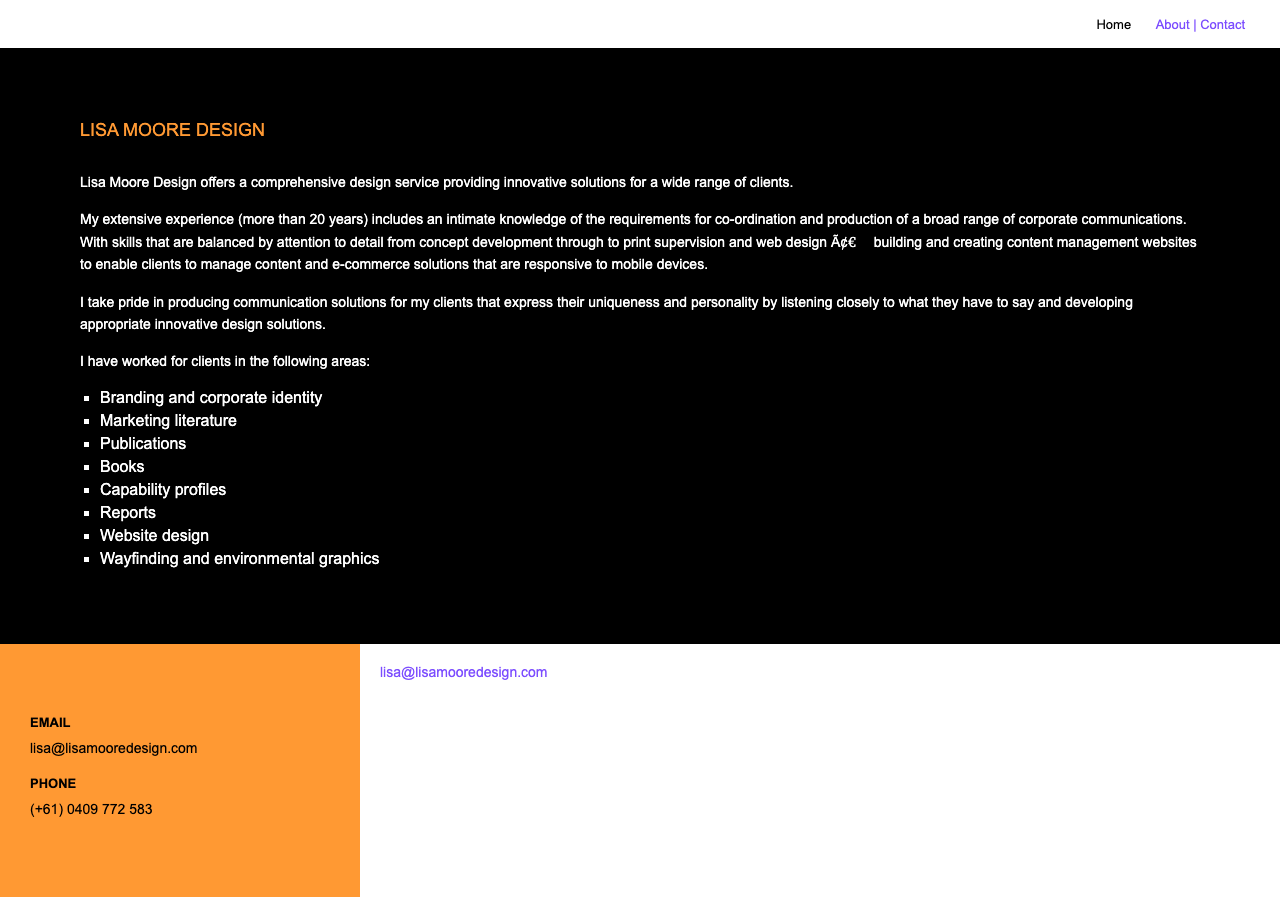 Home About | Contact
LISA MOORE DESIGN
Lisa Moore Design offers a comprehensive design service providing innovative solutions for a wide range of clients.
My extensive experience (more than 20 years) includes an intimate knowledge of the requirements for co-ordination and production of a broad range of corporate communications.
With skills that are balanced by attention to detail from concept development through to print supervision and web design Ã¢€ building and creating content management websites
to enable clients to manage content and e-commerce solutions that are responsive to mobile devices.
I take pride in producing communication solutions for my clients that express their uniqueness and personality by listening closely to what they have to say and developing
appropriate innovative design solutions.
I have worked for clients in the following areas:
▪ Branding and corporate identity
▪ Marketing literature
▪ Publications
▪ Books
▪ Capability profiles
▪ Reports
▪ Website design
▪ Wayfinding and environmental graphics
lisa@lisamooredesign.com
EMAIL
lisa@lisamooredesign.com
PHONE
(+61) 0409 772 583